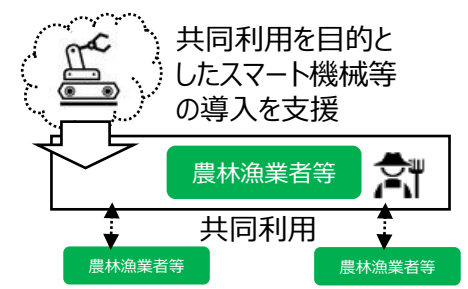 共同利用を目的と
したスマート機械等
の導入を支援
農林漁業者等
共同利用
農林漁業者等
農林漁業者等